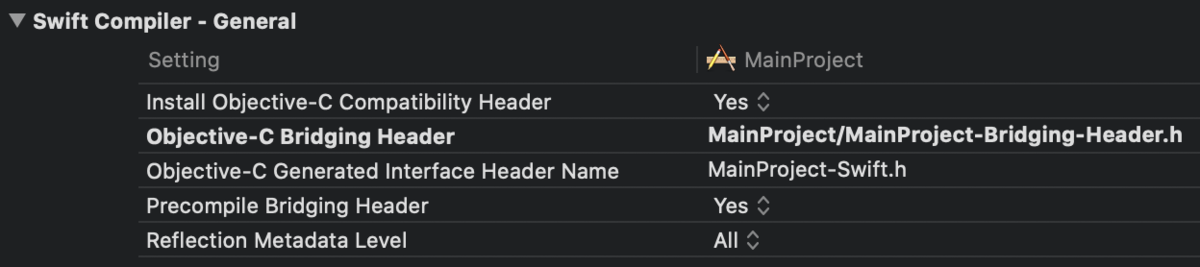 Swift Compiler - General
Setting MainProject
Install Objective-C Compatibility Header Yes
Objective-C Bridging Header MainProject/MainProject-Bridging-Header.h
Objective-C Generated Interface Header Name MainProject-Swift.h
Precompile Bridging Header Yes
Reflection Metadata Level All